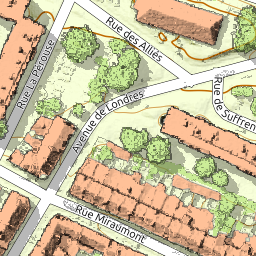 Rue des Alliés
Rue La Pérouse
Avenue de Londres
Rue de Suffren
Rue Miraumont